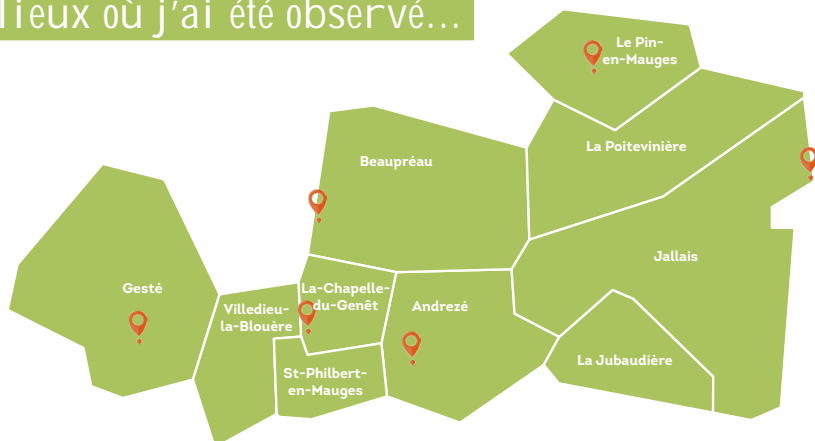 lieux où j'ai été observé...
Le Pin-
en-Mauges
La Poitevinière
Beaupréau
Jallais
Gesté
La-Chapelle-
du-Genêt
Villedieu-
la-Blouère
Andrezé
La Jubaudière
St-Philbert-
en-Mauges